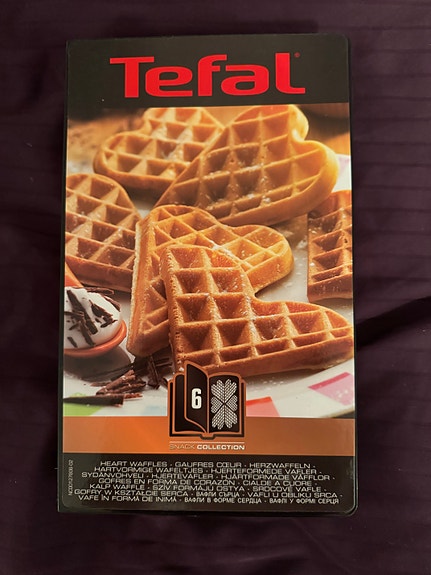 Tefal
6
SNACK COLLECTION
HEART WAFFLES - GAUFRES CŒUR - HERZWAFFELN -
HARTVORMIGE WAFELTJES - HJERTEFORMEDE VAFLER -
SYDÄNVOHVELI - HJERTEVAFLER - HJÄRTFORMADE VÅFFLOR -
GOFRES EN FORMA DE CORAZÓN - CIALDE A CUORE -
KALP WAFFLE - SZÍV FORMÁJÚ OSTYA - SRDCOVÉ VAFLE -
GOFRY W KSZTAŁCIE SERCA - ВАФЛИ СЪРЦА - VAFLI U OBLIKU SRCA -
VAFE ÎN FORMĂ DE INIMĂ - ВАФЛИ В ФОРМЕ СЕРДЦА - ВАФЛІ У ФОРМІ СЕРЦЯ